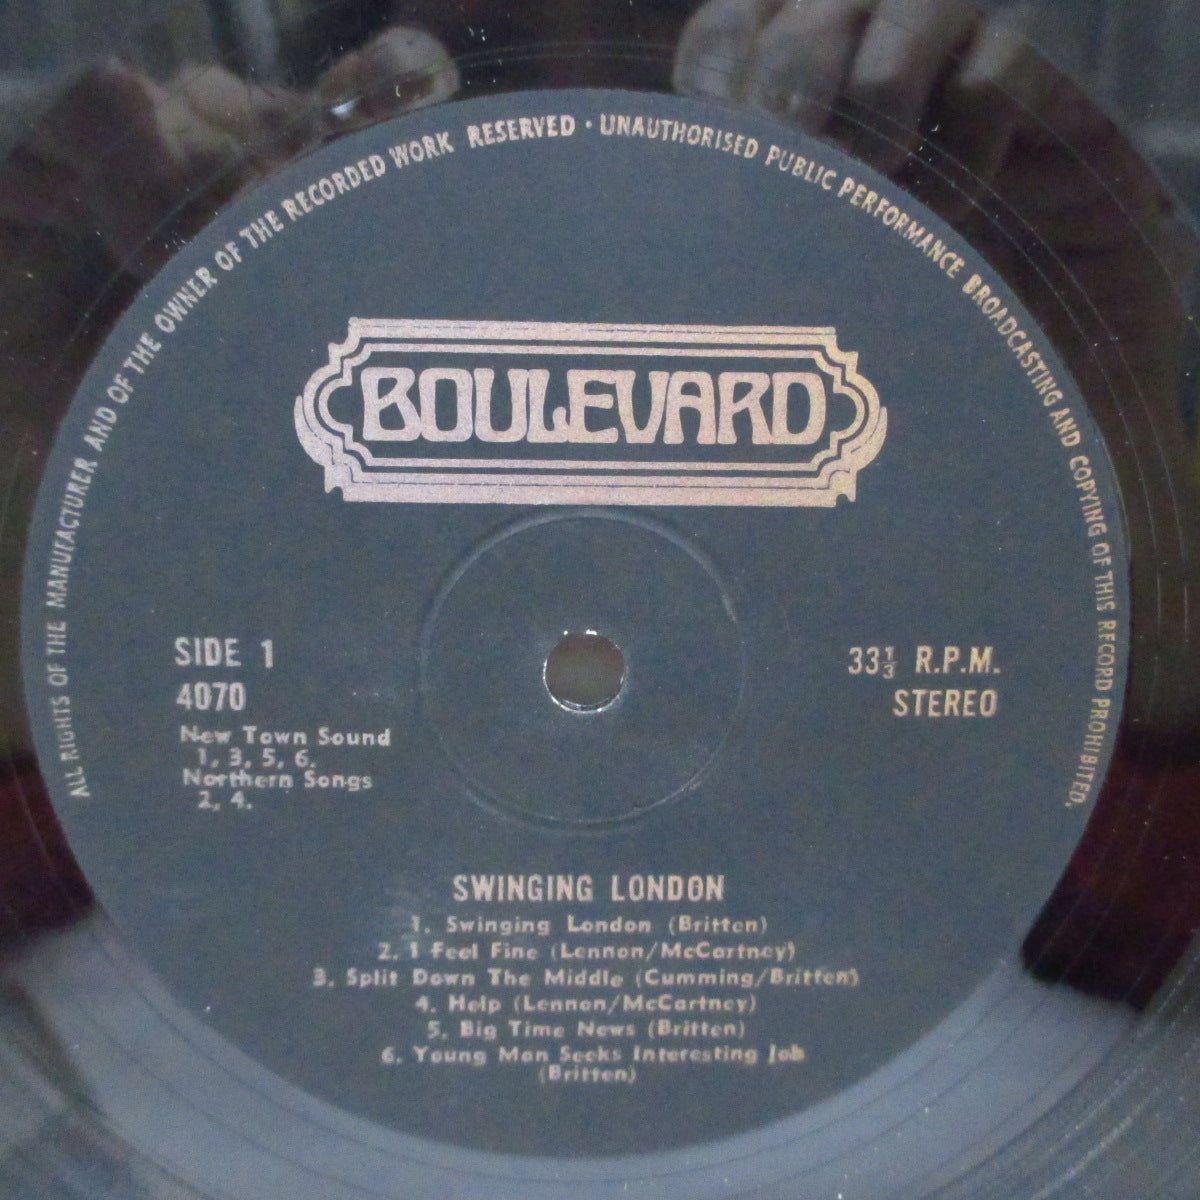 ALL RIGHTS OF THE MANUFACTURER AND OF THE OWNER OF THE RECORDED WORK RESERVED · UNAUTHORISED PUBLIC PERFORMANCE BROADCASTING AND COPYING OF THIS RECORD PROHIBITED.
BOULEVARD
SIDE 1
4070
New Town Sound
1, 3, 5, 6.
Northern Songs
2, 4.
33⅓ R.P.M.
STEREO
SWINGING LONDON
1. Swinging London (Britten)
2. I Feel Fine (Lennon/McCartney)
3. Split Down The Middle (Cumming/Britten)
4. Help (Lennon/McCartney)
5. Big Time News (Britten)
6. Young Man Seeks Interesting Job
(Britten)